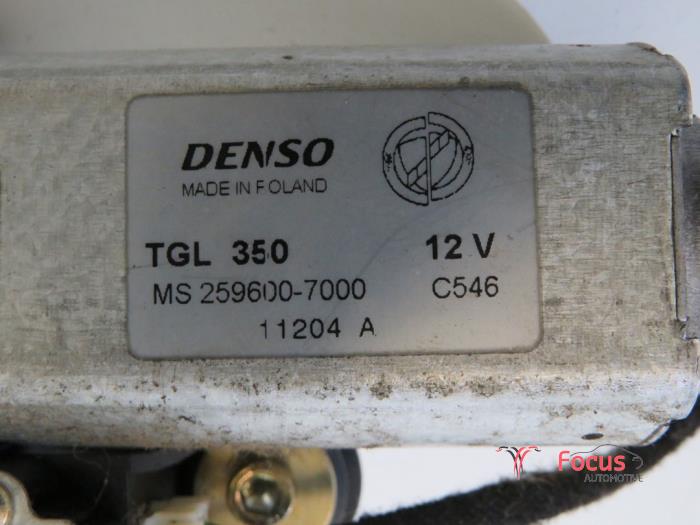 DENSO
MADE IN POLAND
TGL 350 12 V
MS 259600-7000 C546
11204 A
Focus
AUTOMOTIVE